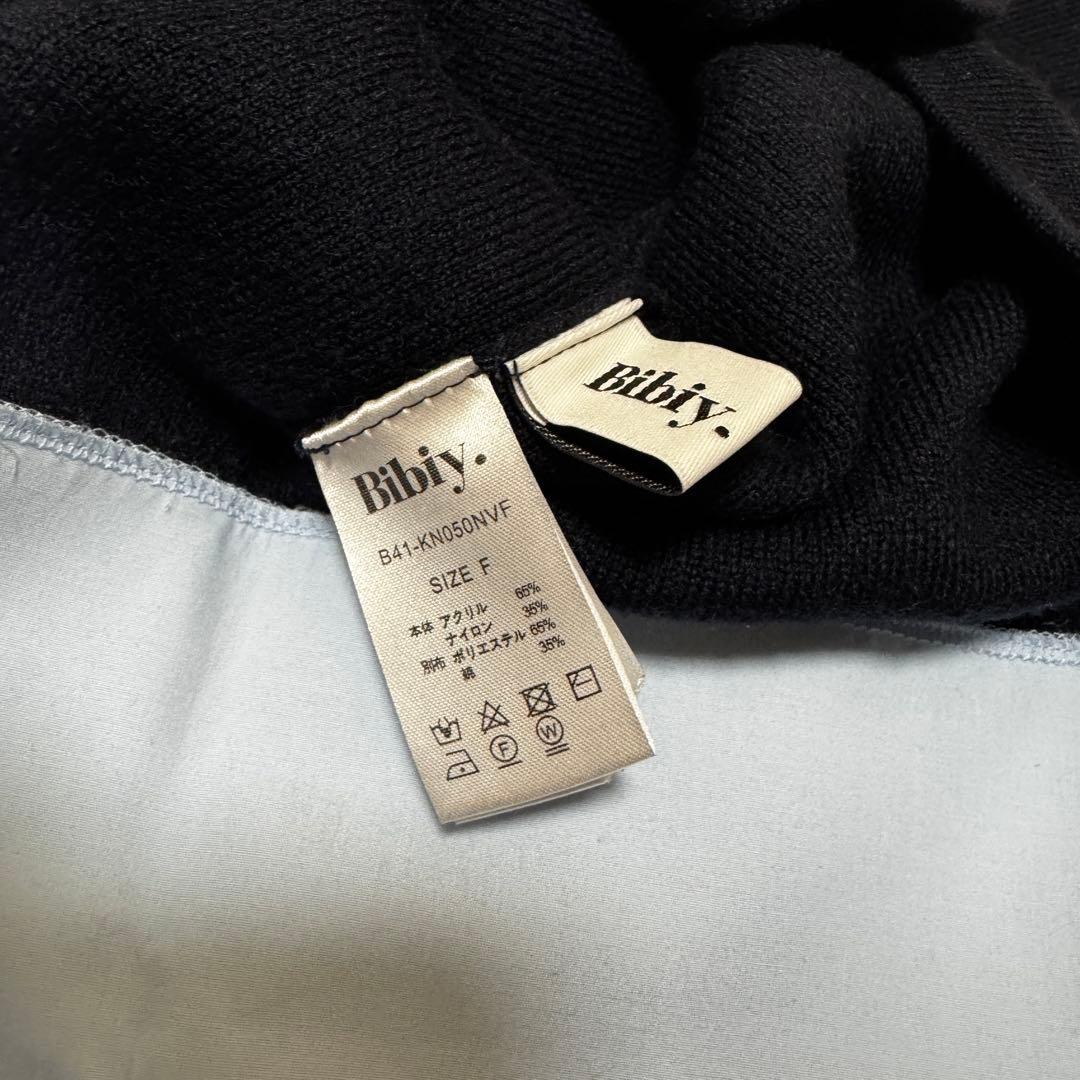 Bibiy.
Bibiy.
B41-KN050NVF
SIZE F
本体 アクリル 65%
ナイロン 35%
別布 ポリエステル 65%
綿 35%
F
W